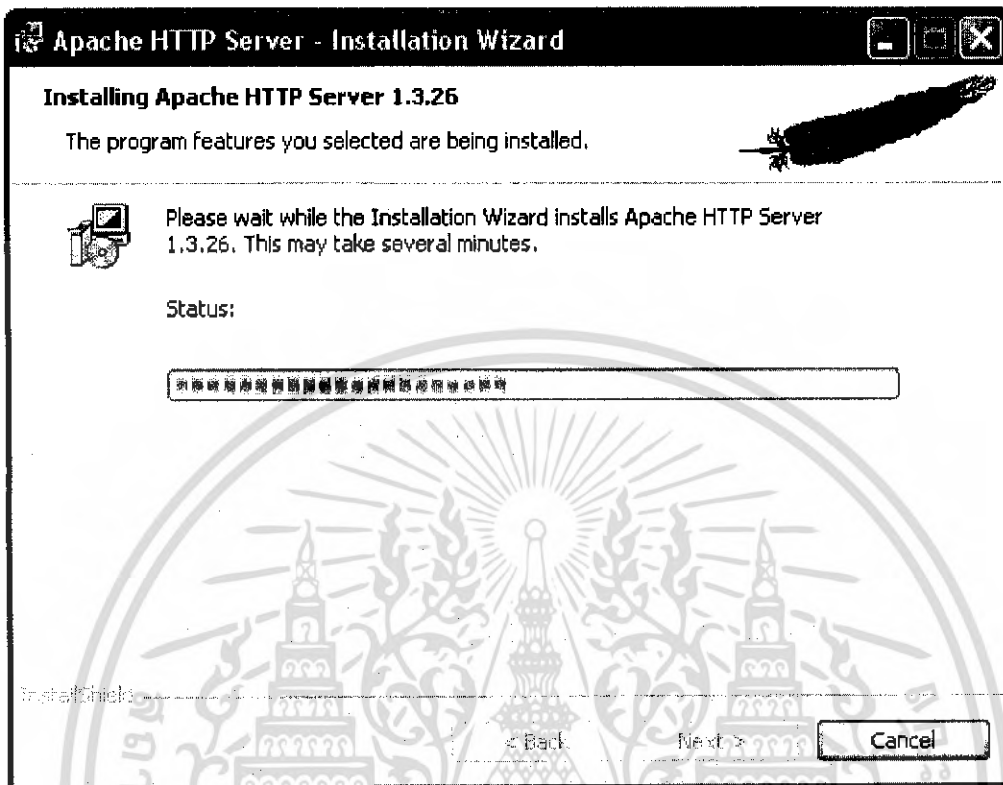 Apache HTTP Server - Installation Wizard
Installing Apache HTTP Server 1.3.26
The program features you selected are being installed.
Please wait while the Installation Wizard installs Apache HTTP Server
1.3.26. This may take several minutes.
Status:
InstallShield
< Back Next > Cancel